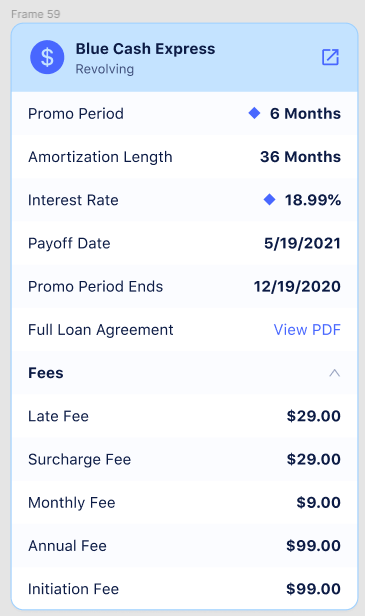 Frame 59
$
Blue Cash Express
Revolving
Promo Period 6 Months
Amortization Length 36 Months
Interest Rate 18.99%
Payoff Date 5/19/2021
Promo Period Ends 12/19/2020
Full Loan Agreement View PDF
Fees
Late Fee $29.00
Surcharge Fee $29.00
Monthly Fee $9.00
Annual Fee $99.00
Initiation Fee $99.00